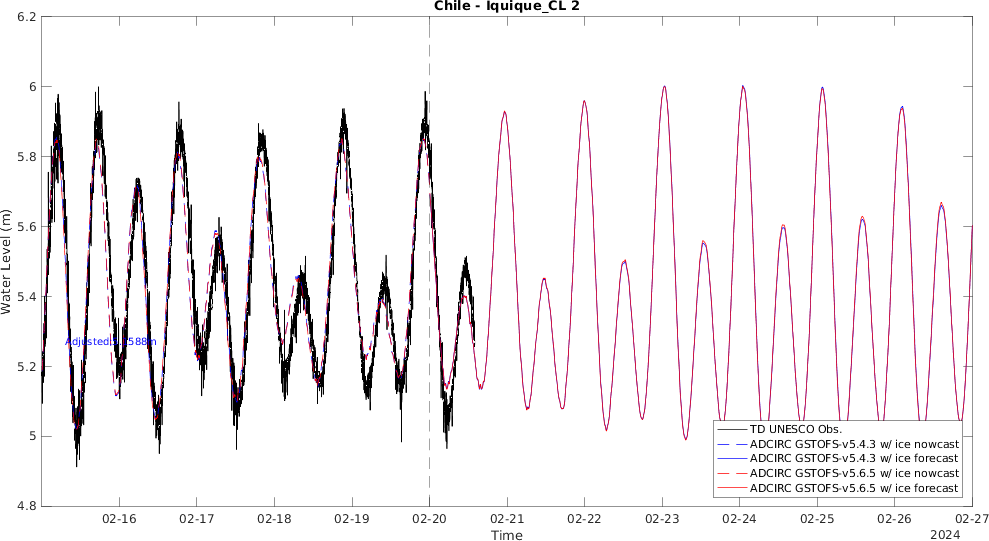 Chile - Iquique_CL 2
Water Level (m)
6.2
6
5.8
5.6
5.4
5.2
5
4.8
02-16
02-17
02-18
02-19
02-20
02-21
02-22
02-23
02-24
02-25
02-26
02-27
Time
2024
TD UNESCO Obs.
ADCIRC GSTOFS-v5.4.3 w/ ice nowcast
ADCIRC GSTOFS-v5.4.3 w/ ice forecast
ADCIRC GSTOFS-v5.6.5 w/ ice nowcast
ADCIRC GSTOFS-v5.6.5 w/ ice forecast